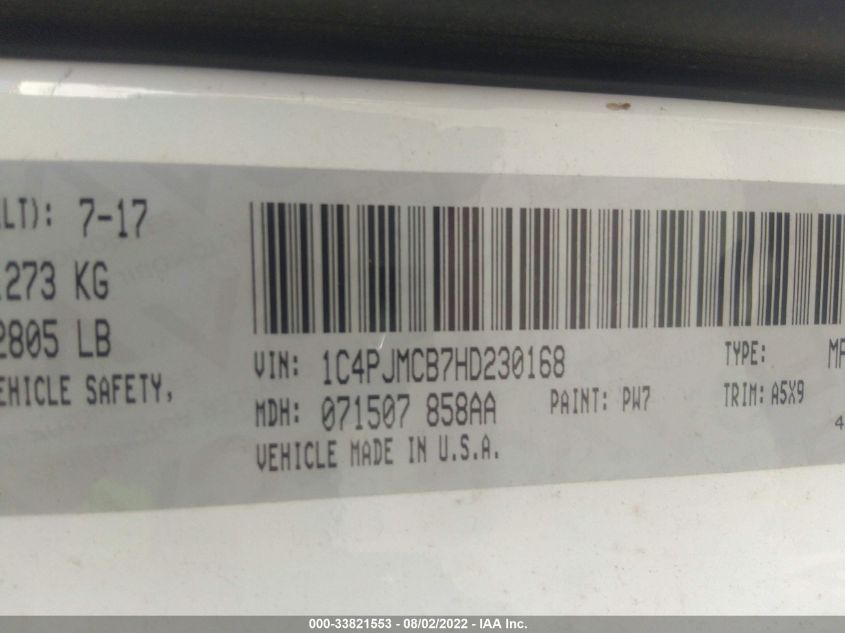 LT): 7-17
273 KG
2805 LB
EHICLE SAFETY,
VIN: 1C4PJMCB7HD230168
TYPE:
MDH: 071507 858AA
PAINT: PW7
TRIM: A5X9
VEHICLE MADE IN U.S.A.
4
000-33821553 - 08/02/2022 - IAA Inc.